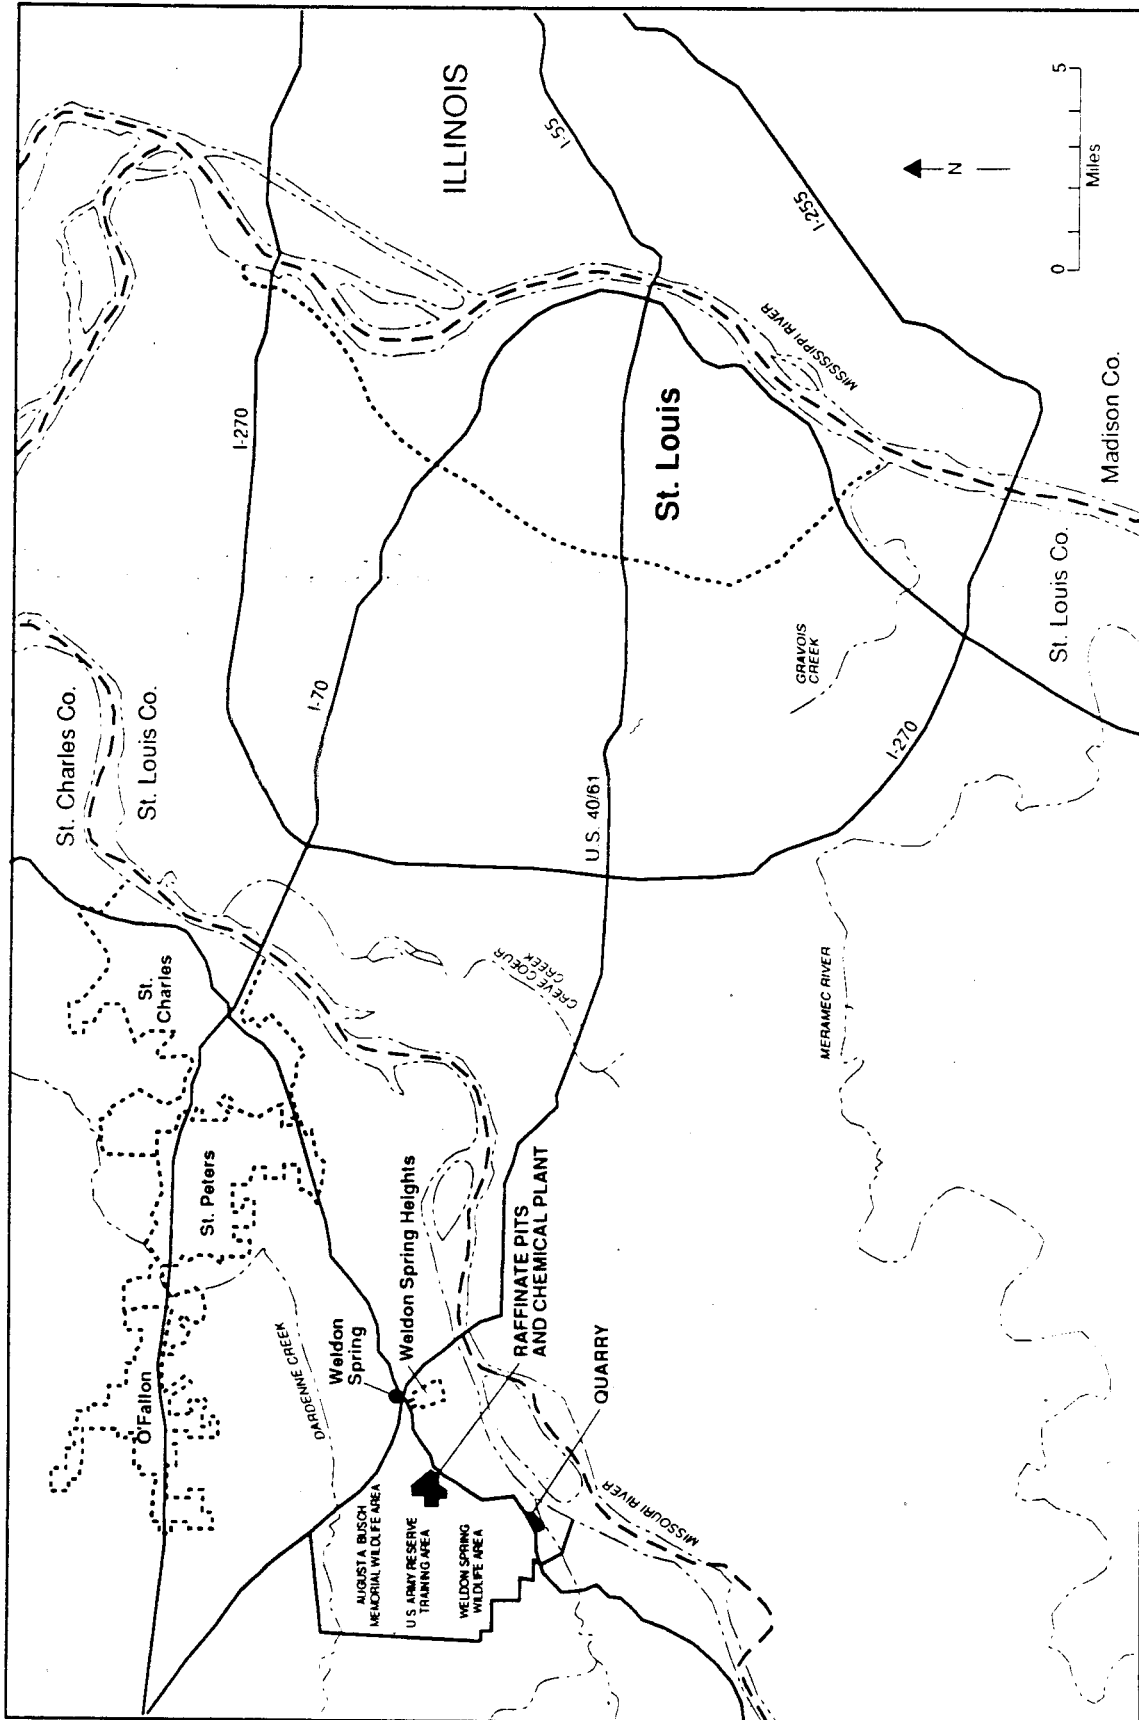 ILLINOIS
I-55
I-255
N
0
5
Miles
I-270
MISSISSIPPI RIVER
St. Louis
Madison Co.
St. Louis Co.
St. Charles Co.
St. Louis Co.
I-70
GRAVOIS
CREEK
I-270
U.S. 40/61
St.
Charles
CREVE COEUR
CREEK
MERAMEC RIVER
St. Peters
O'Fallon
DARDENNE CREEK
Weldon
Spring
Weldon Spring Heights
RAFFINATE PITS
AND CHEMICAL PLANT
QUARRY
AUGUST A. BUSCH
MEMORIAL WILDLIFE AREA
U S ARMY RESERVE
TRAINING AREA
WELDON SPRING
WILDLIFE AREA
MISSOURI RIVER